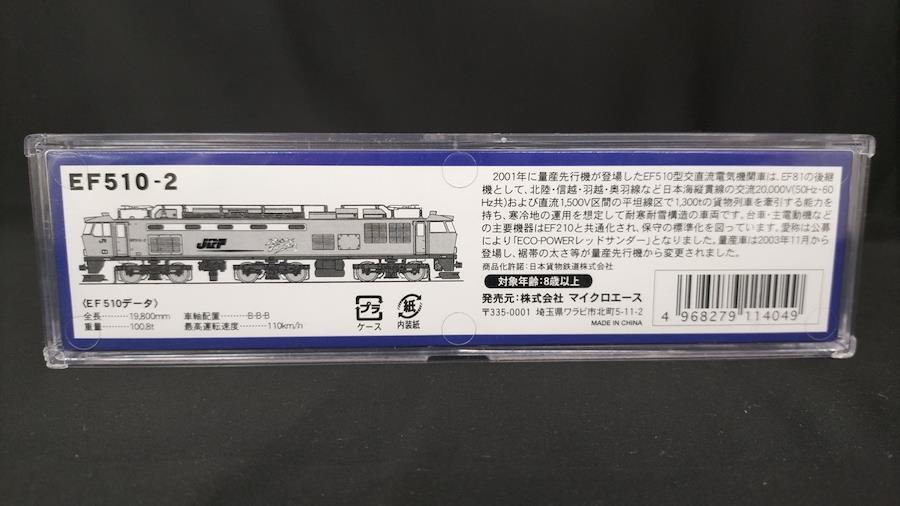 EF510-2
JRF
〈EF510データ〉
全長‥‥‥‥19,800mm 車軸配置‥‥‥B-B-B
重量‥‥‥‥100.8t 最高運転速度‥‥‥110km/h
プラ
ケース
紙
内装紙
2001年に量産先行機が登場したEF510型交直流電気機関車は、EF81の後継
機として、北陸・信越・羽越・奥羽線など日本海縦貫線の交流20,000V(50Hz・60
Hz共)および直流1,500V区間の平坦線区で1,300tの貨物列車を牽引する能力を
持ち、寒冷地の運用を想定して耐寒耐雪構造の車両です。台車・主電動機などの
主要機器はEF210と共通化され、保守の標準化を図っています。愛称は公募
により「ECO-POWERレッドサンダー」となりました。量産車は2003年11月から
登場し、裾帯の太さ等が量産先行機から変更されました。
商品化許諾:日本貨物鉄道株式会社
対象年齢:8歳以上
発売元:株式会社 マイクロエース
〒335-0001 埼玉県ワラビ市北町5-11-2
MADE IN CHINA
4 968279 114049